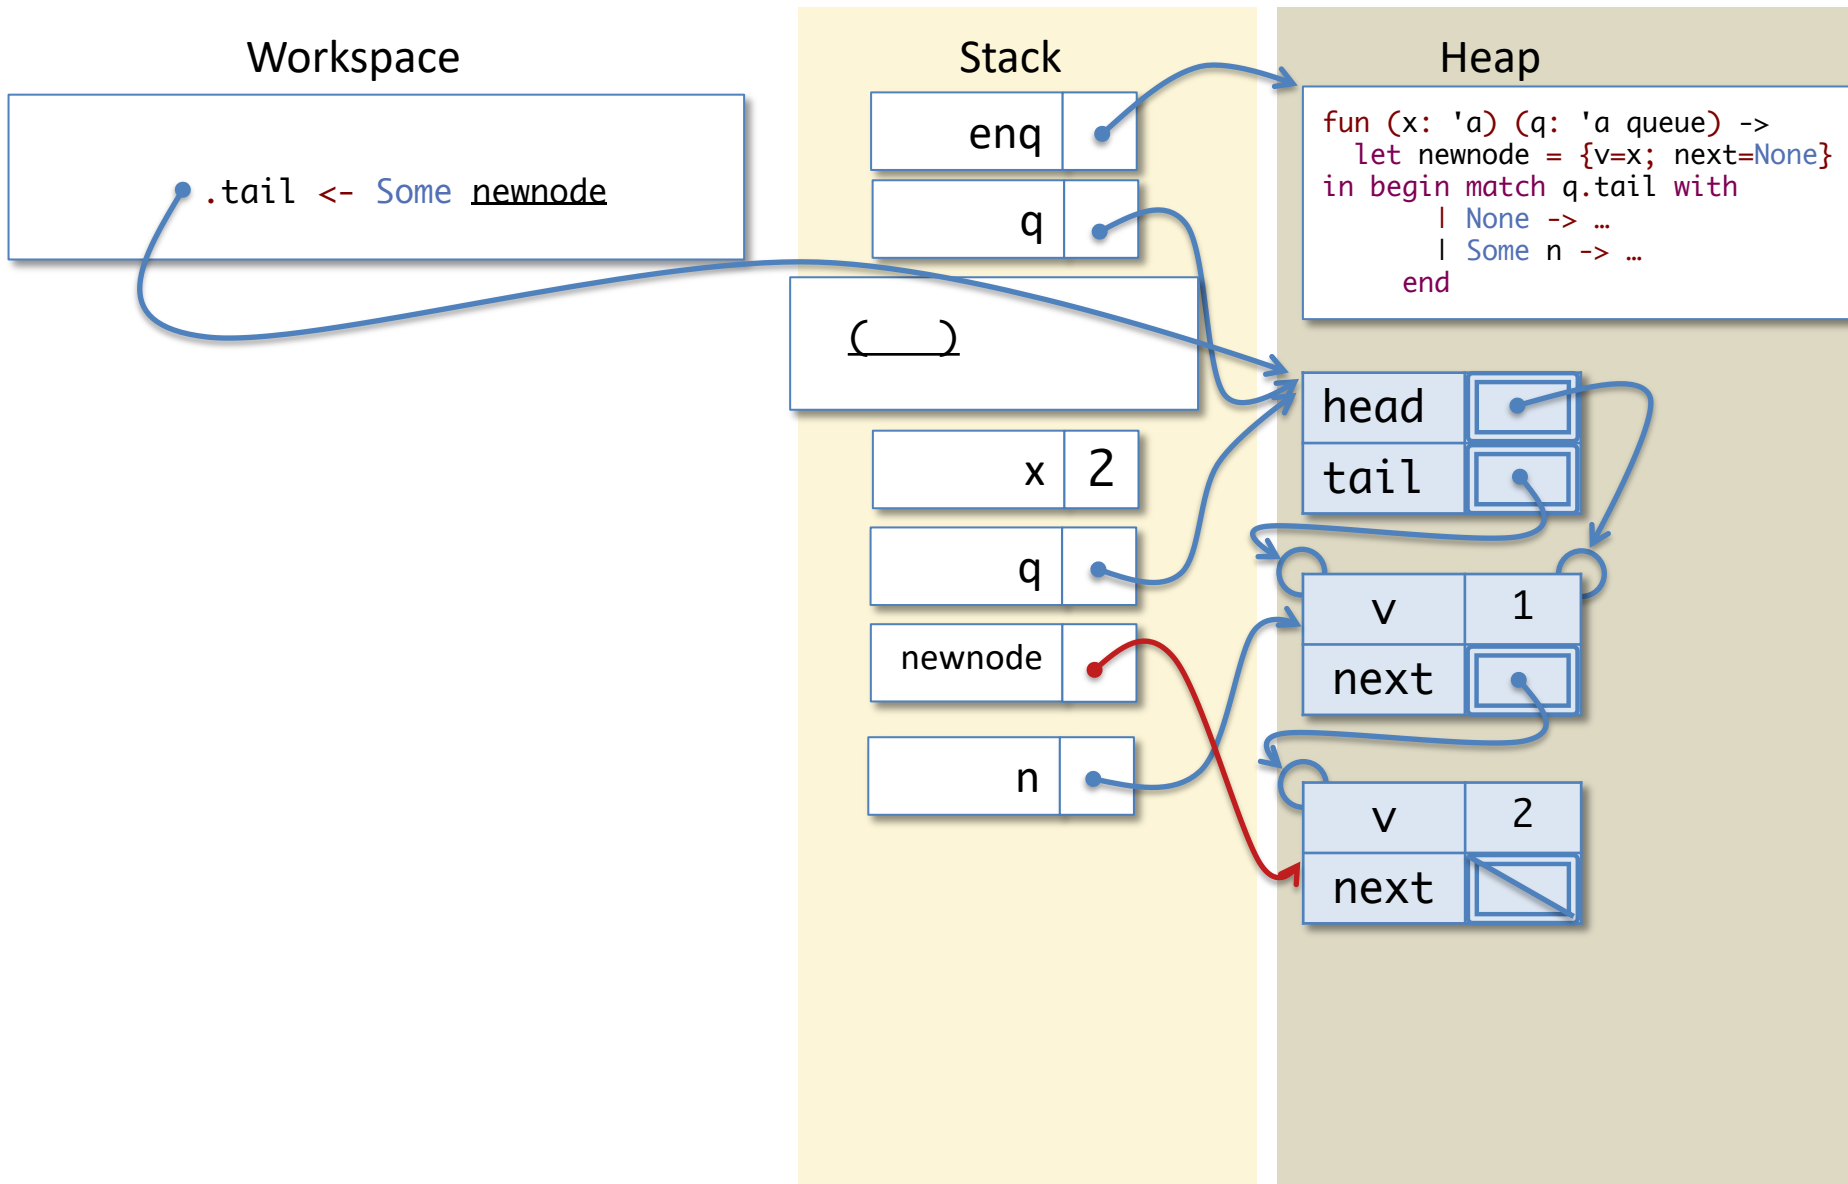 Workspace
.tail <- Some newnode
Stack
enq
q
(    )
x 2
q
newnode
n
Heap
fun (x: 'a) (q: 'a queue) ->
  let newnode = {v=x; next=None}
in begin match q.tail with
       | None -> …
       | Some n -> …
     end
head
tail
v 1
next
v 2
next